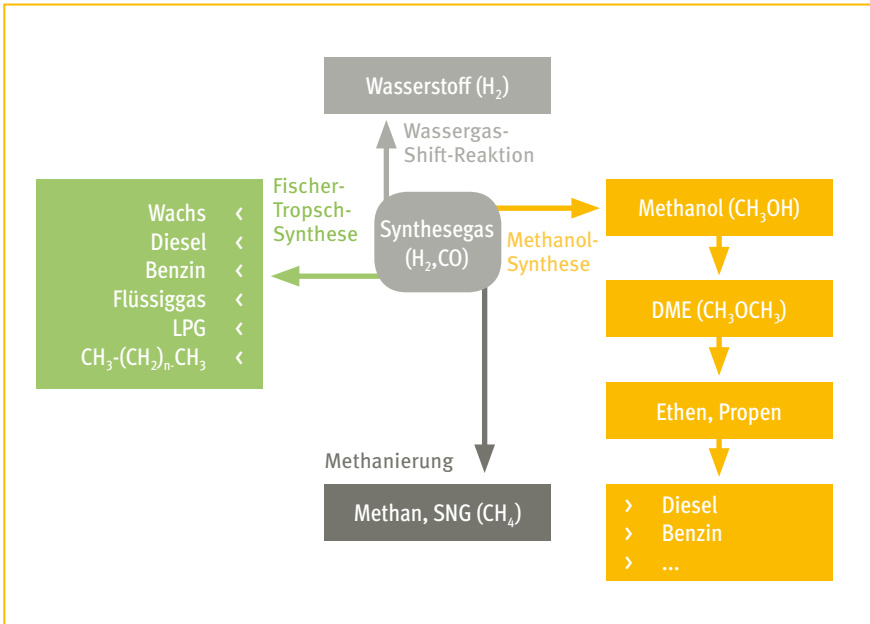 Wasserstoff (H₂)
Wassergas-
Shift-Reaktion
Fischer-
Tropsch-
Synthese
Wachs ‹
Diesel ‹
Benzin ‹
Flüssiggas ‹
LPG ‹
CH₃-(CH₂)ₙ-CH₃ ‹
Synthesegas
(H₂,CO)
Methanol-
Synthese
Methanol (CH₃OH)
DME (CH₃OCH₃)
Ethen, Propen
› Diesel
› Benzin
› ...
Methanierung
Methan, SNG (CH₄)